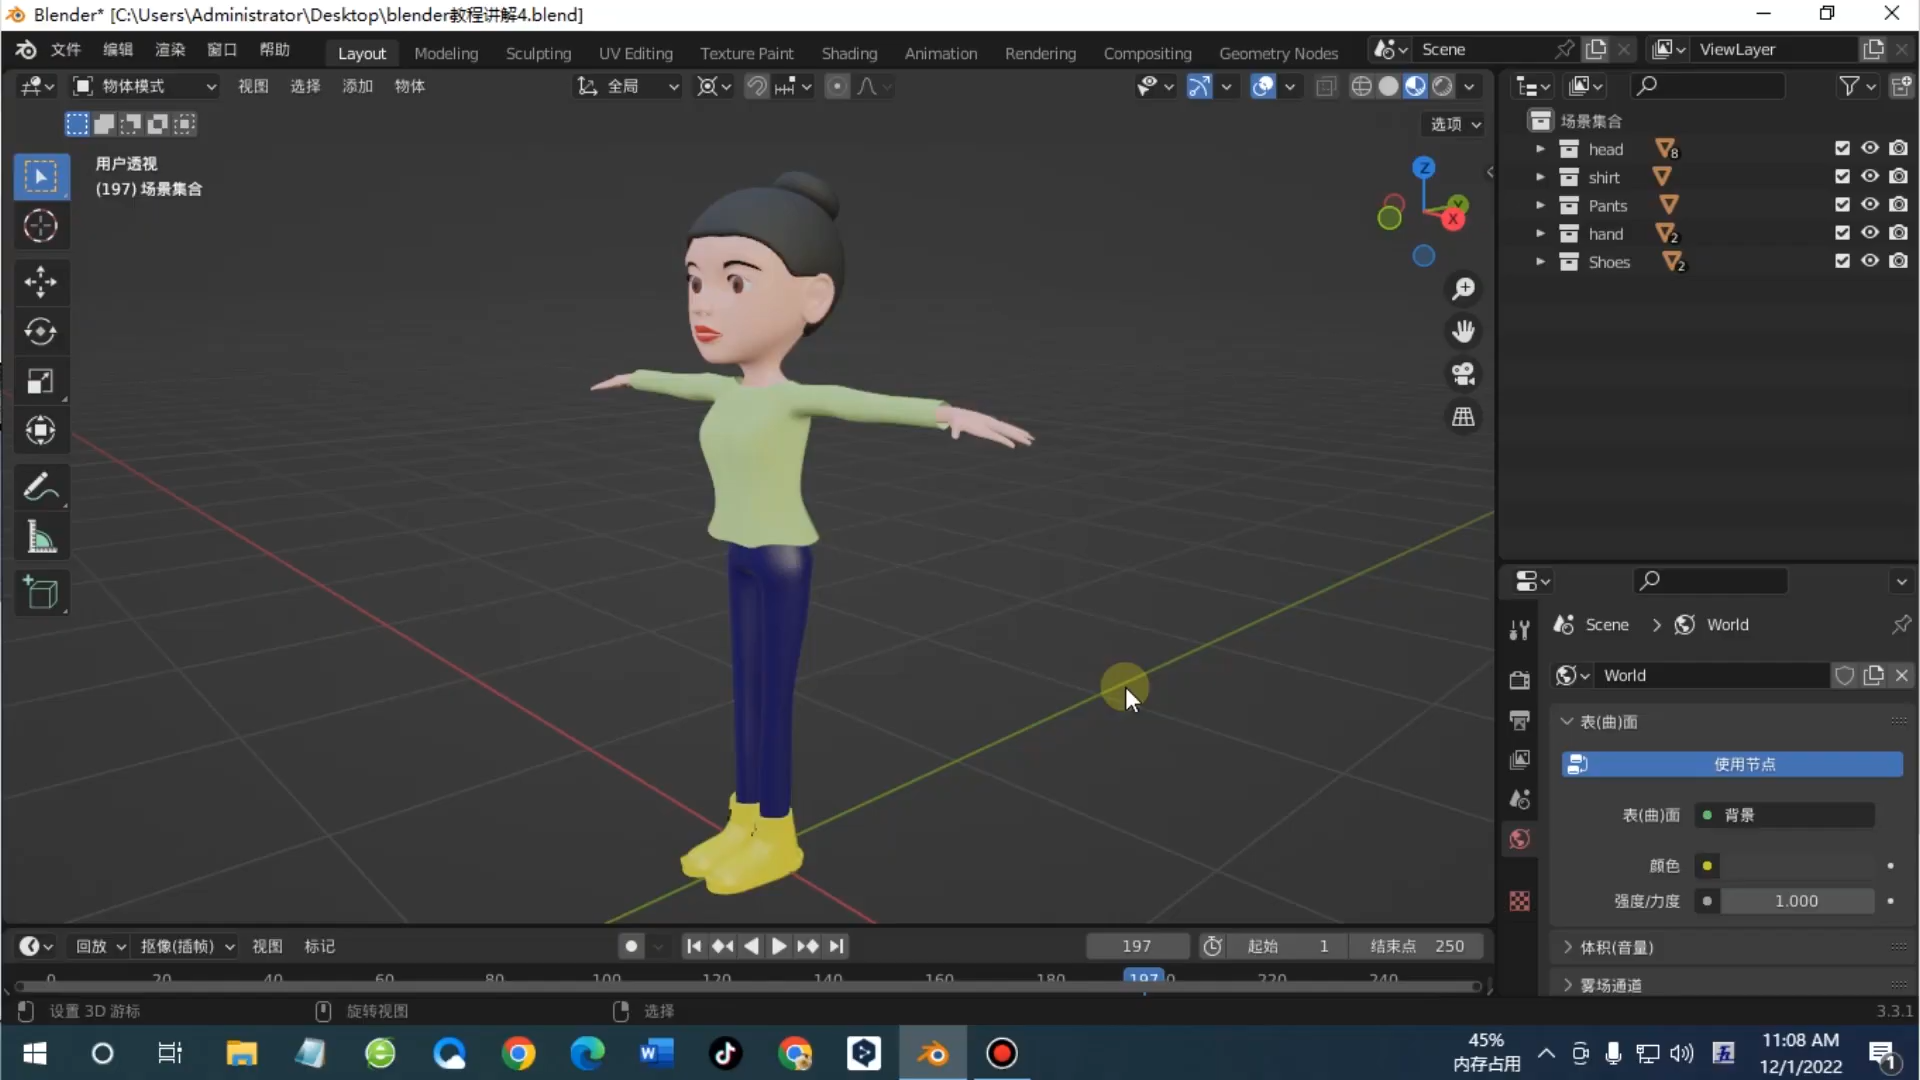 Blender* [C:\Users\Administrator\Desktop\blender教程讲解4.blend]
文件 编辑 渲染 窗口 帮助 Layout Modeling Sculpting UV Editing Texture Paint Shading Animation Rendering Compositing Geometry Nodes Scene ViewLayer
物体模式 视图 选择 添加 物体 全局
选项
用户透视
(197) 场景集合
Z
Y
X
场景集合
head 8
shirt
Pants
hand 2
Shoes 2
Scene > World
World
表(曲)面
使用节点
表(曲)面 背景
颜色
强度/力度 1.000
体积(音量)
雾场通道
回放 抠像(插帧) 视图 标记 197 起始 1 结束点 250
0 20 40 60 80 100 120 140 160 180 197 220 240
设置 3D 游标 旋转视图 选择 3.3.1
45%
内存占用
五
11:08 AM
12/1/2022
1